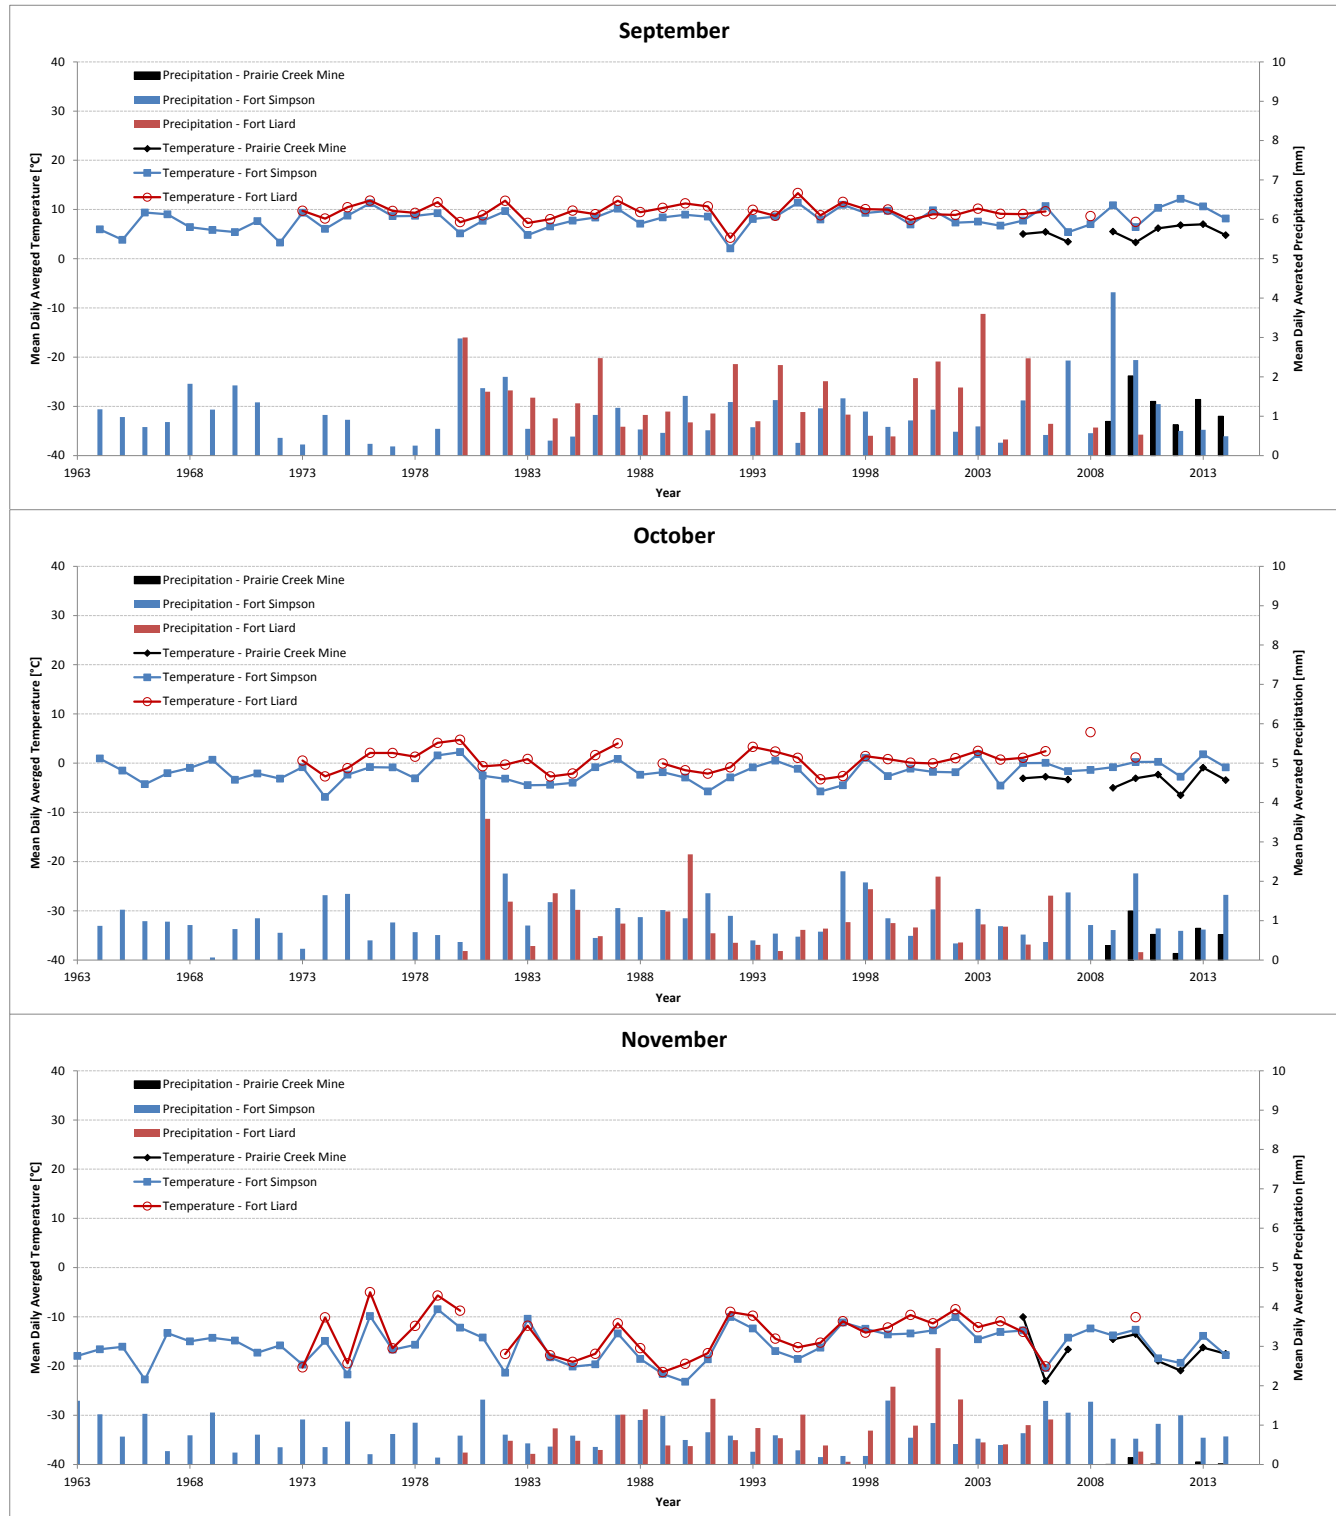 September
40
30
20
10
0
-10
-20
-30
-40
Mean Daily Averged Temperature [°C]
Precipitation - Prairie Creek Mine
Precipitation - Fort Simpson
Precipitation - Fort Liard
Temperature - Prairie Creek Mine
Temperature - Fort Simpson
Temperature - Fort Liard
10
9
8
7
6
5
4
3
2
1
0
Mean Daily Averated Precipitation [mm]
1963 1968 1973 1978 1983 1988 1993 1998 2003 2008 2013
Year
October
40
30
20
10
0
-10
-20
-30
-40
Mean Daily Averged Temperature [°C]
Precipitation - Prairie Creek Mine
Precipitation - Fort Simpson
Precipitation - Fort Liard
Temperature - Prairie Creek Mine
Temperature - Fort Simpson
Temperature - Fort Liard
10
9
8
7
6
5
4
3
2
1
0
Mean Daily Averated Precipitation [mm]
1963 1968 1973 1978 1983 1988 1993 1998 2003 2008 2013
Year
November
40
30
20
10
0
-10
-20
-30
-40
Mean Daily Averged Temperature [°C]
Precipitation - Prairie Creek Mine
Precipitation - Fort Simpson
Precipitation - Fort Liard
Temperature - Prairie Creek Mine
Temperature - Fort Simpson
Temperature - Fort Liard
10
9
8
7
6
5
4
3
2
1
0
Mean Daily Averated Precipitation [mm]
1963 1968 1973 1978 1983 1988 1993 1998 2003 2008 2013
Year